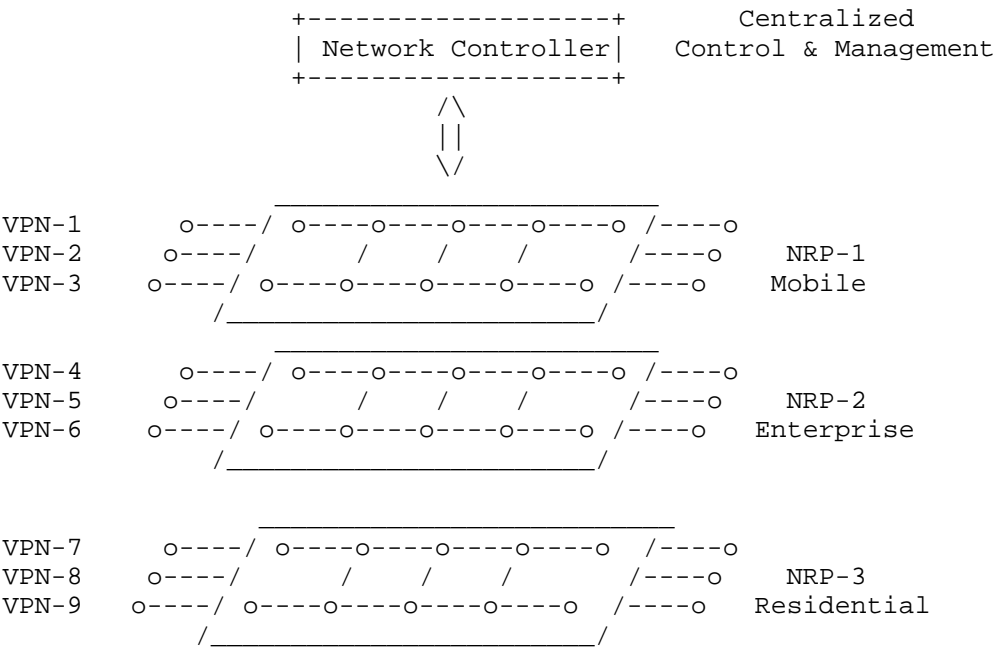 Centralized
Network Controller Control & Management
VPN-1
VPN-2 NRP-1
VPN-3 Mobile
VPN-4
VPN-5 NRP-2
VPN-6 Enterprise
VPN-7
VPN-8 NRP-3
VPN-9 Residential